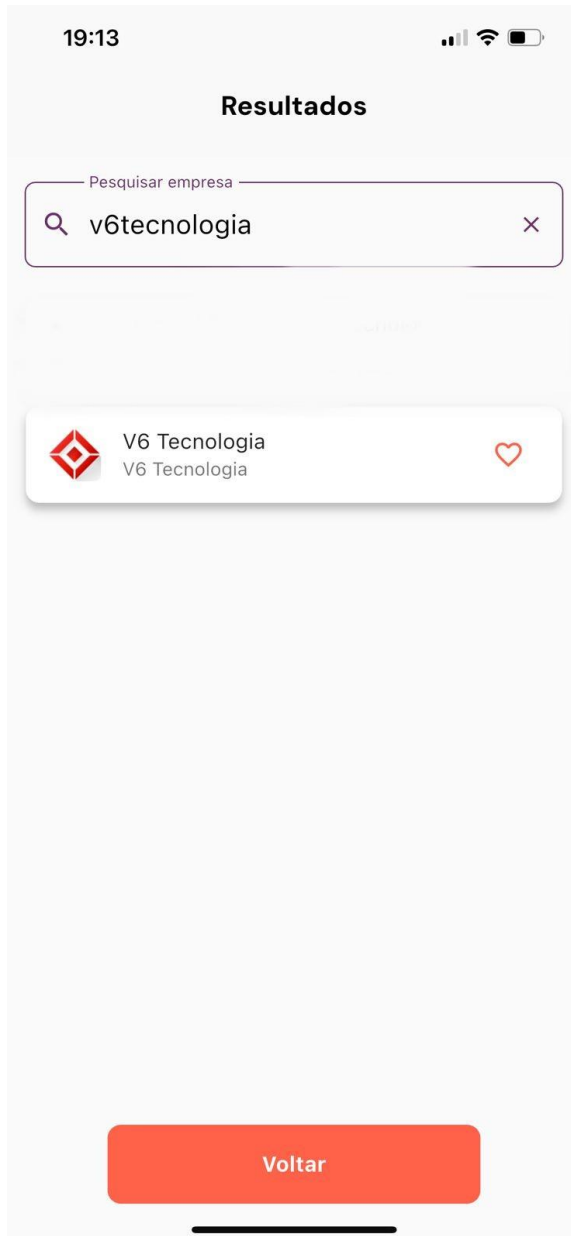 19:13
Resultados
Pesquisar empresa
v6tecnologia
V6 Tecnologia
V6 Tecnologia
Voltar